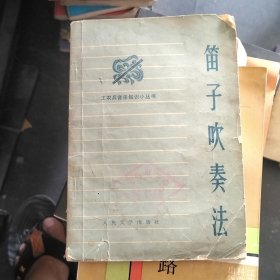 笛子吹奏法
工农兵音乐知识小丛书
人民文学出版社
路